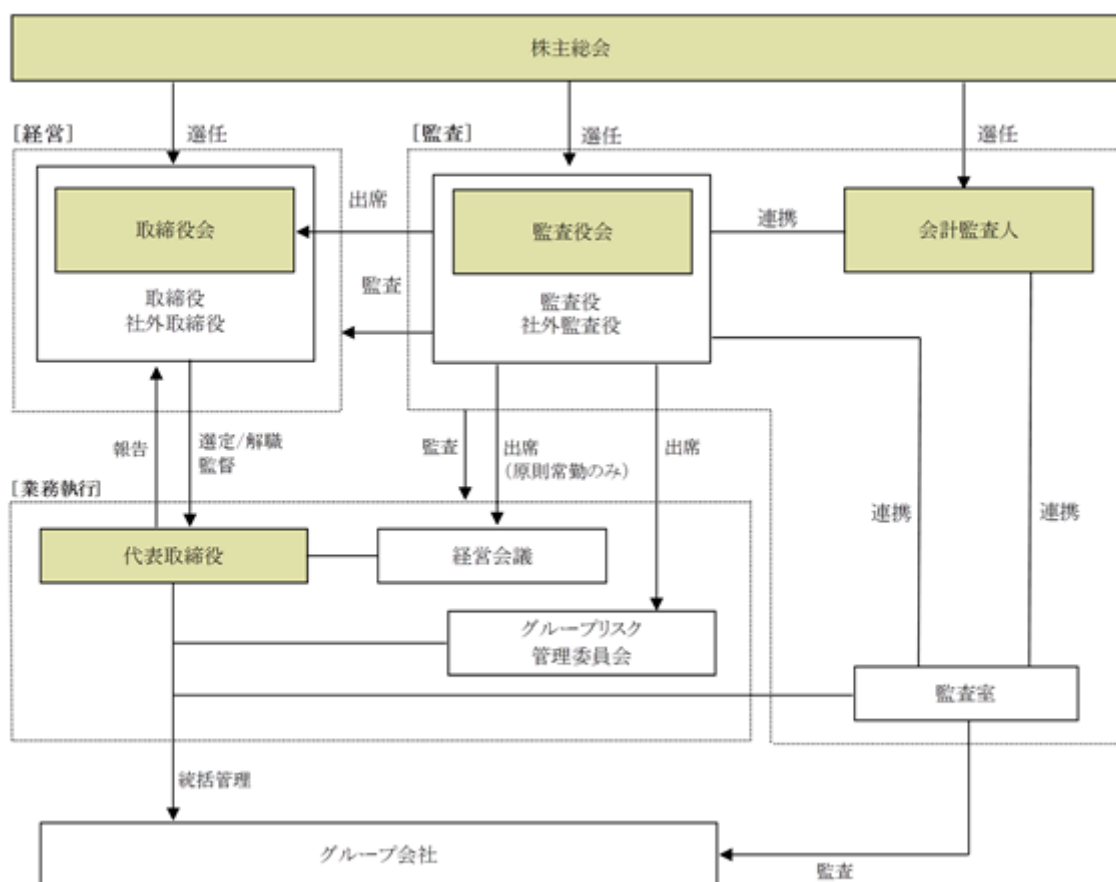 株主総会
選任
選任
選任
[経営]
[監査]
取締役会
取締役
社外取締役
出席
監査
監査役会
監査役
社外監査役
連携
会計監査人
報告
選定/解職
監督
監査
出席
(原則常勤のみ)
出席
連携
連携
[業務執行]
代表取締役
経営会議
グループリスク
管理委員会
監査室
統括管理
グループ会社
監査